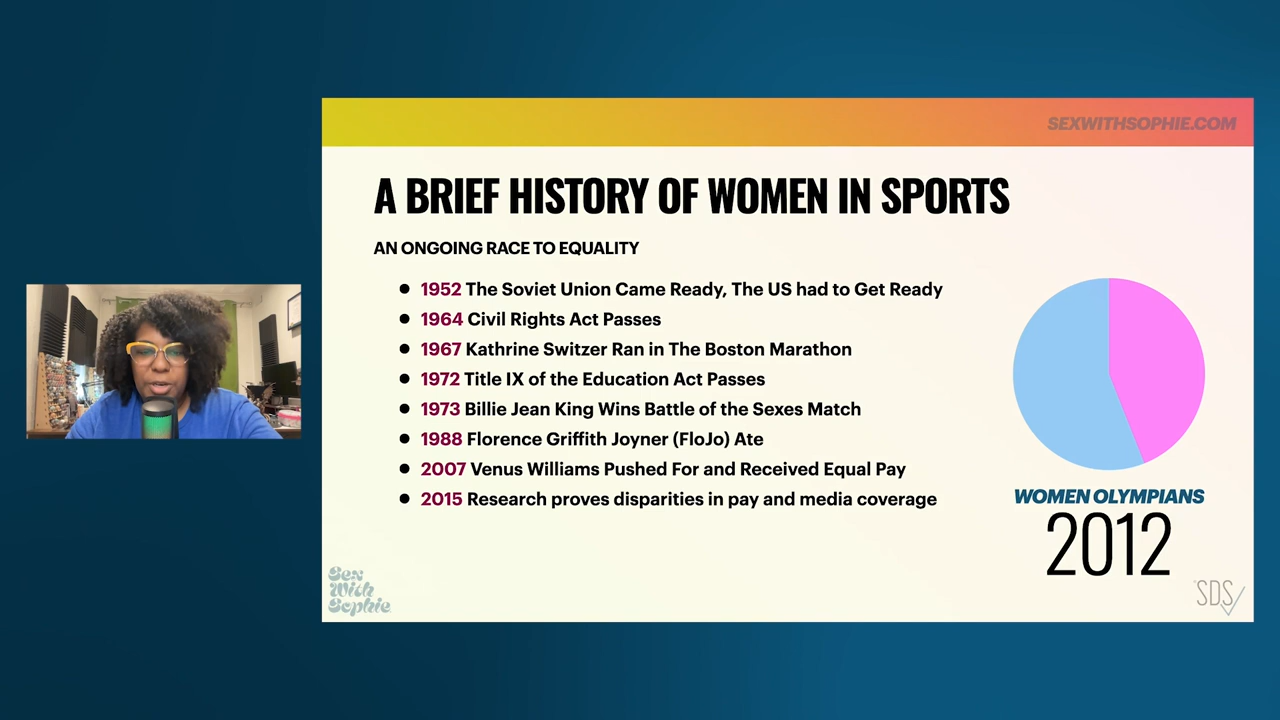 SEXWITHSOPHIE.COM
A BRIEF HISTORY OF WOMEN IN SPORTS
AN ONGOING RACE TO EQUALITY
• 1952 The Soviet Union Came Ready, The US had to Get Ready
• 1964 Civil Rights Act Passes
• 1967 Kathrine Switzer Ran in The Boston Marathon
• 1972 Title IX of the Education Act Passes
• 1973 Billie Jean King Wins Battle of the Sexes Match
• 1988 Florence Griffith Joyner (FloJo) Ate
• 2007 Venus Williams Pushed For and Received Equal Pay
• 2015 Research proves disparities in pay and media coverage
WOMEN OLYMPIANS
2012
Sex
With
Sophie
SDS